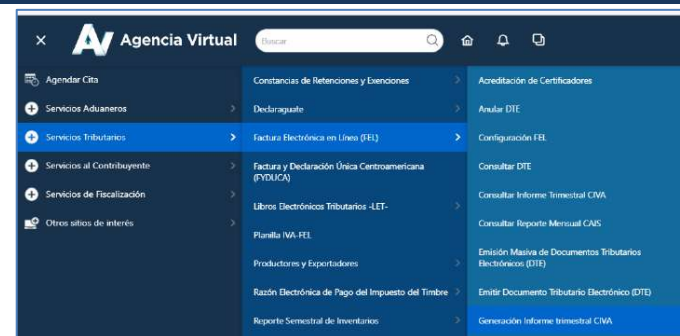 × Agencia Virtual Buscar
Agendar Cita
Servicios Aduaneros
Servicios Tributarios
Servicios al Contribuyente
Servicios de Fiscalización
Otros sitios de interés
Constancias de Retenciones y Exenciones
Declaraguate
Factura Electrónica en Línea (FEL)
Factura y Declaración Única Centroamericana
(FYDUCA)
Libros Electrónicos Tributarios -LET-
Planilla IVA-FEL
Productores y Exportadores
Razón Electrónica de Pago del Impuesto del Timbre
Reporte Semestral de Inventarios
Acreditación de Certificadores
Anular DTE
Configuración FEL
Consultar DTE
Consultar Informe Trimestral CIVA
Consultar Reporte Mensual CAIS
Emisión Masiva de Documentos Tributarios
Electrónicos (DTE)
Emitir Documento Tributario Electrónico (DTE)
Generación Informe trimestral CIVA